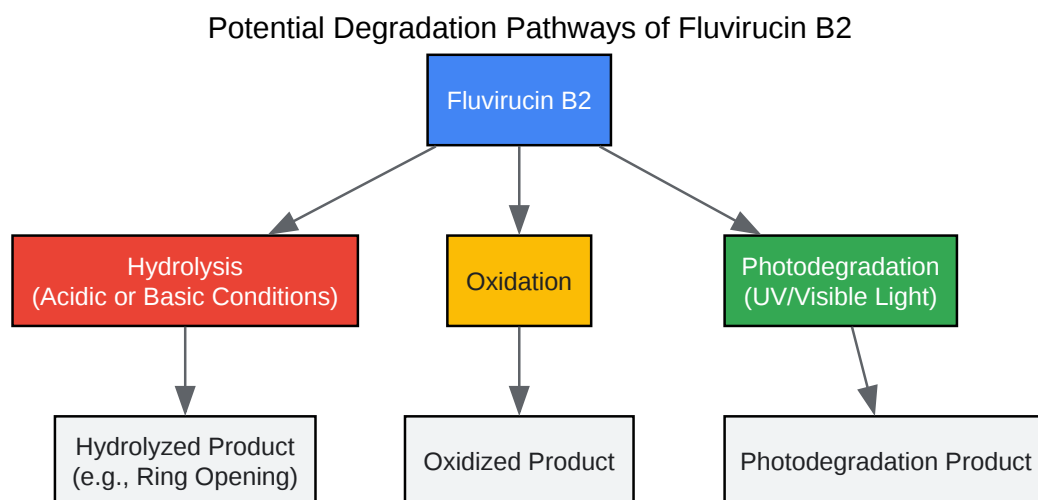 Potential Degradation Pathways of Fluvirucin B2
Fluvirucin B2
Hydrolysis
(Acidic or Basic Conditions)
Oxidation
Photodegradation
(UV/Visible Light)
Hydrolyzed Product
(e.g., Ring Opening)
Oxidized Product
Photodegradation Product